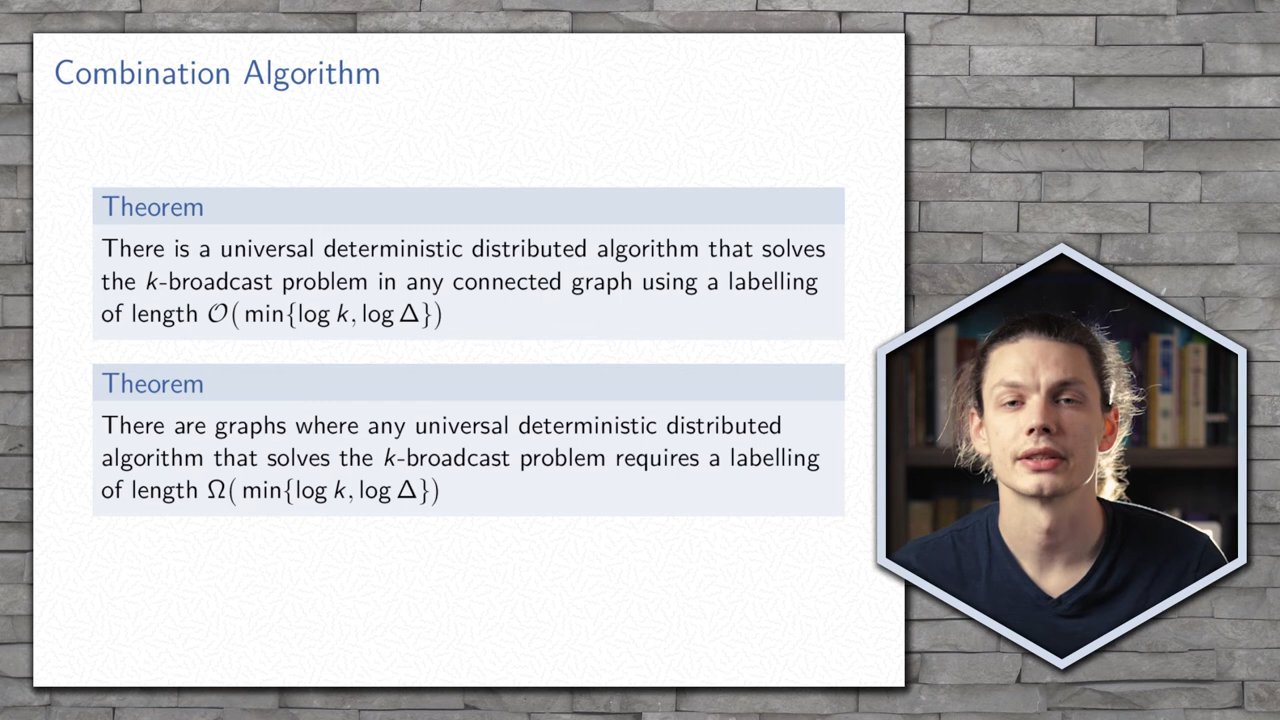 Combination Algorithm
Theorem
There is a universal deterministic distributed algorithm that solves
the k-broadcast problem in any connected graph using a labelling
of length O( min{log k, log Δ})
Theorem
There are graphs where any universal deterministic distributed
algorithm that solves the k-broadcast problem requires a labelling
of length Ω( min{log k, log Δ})